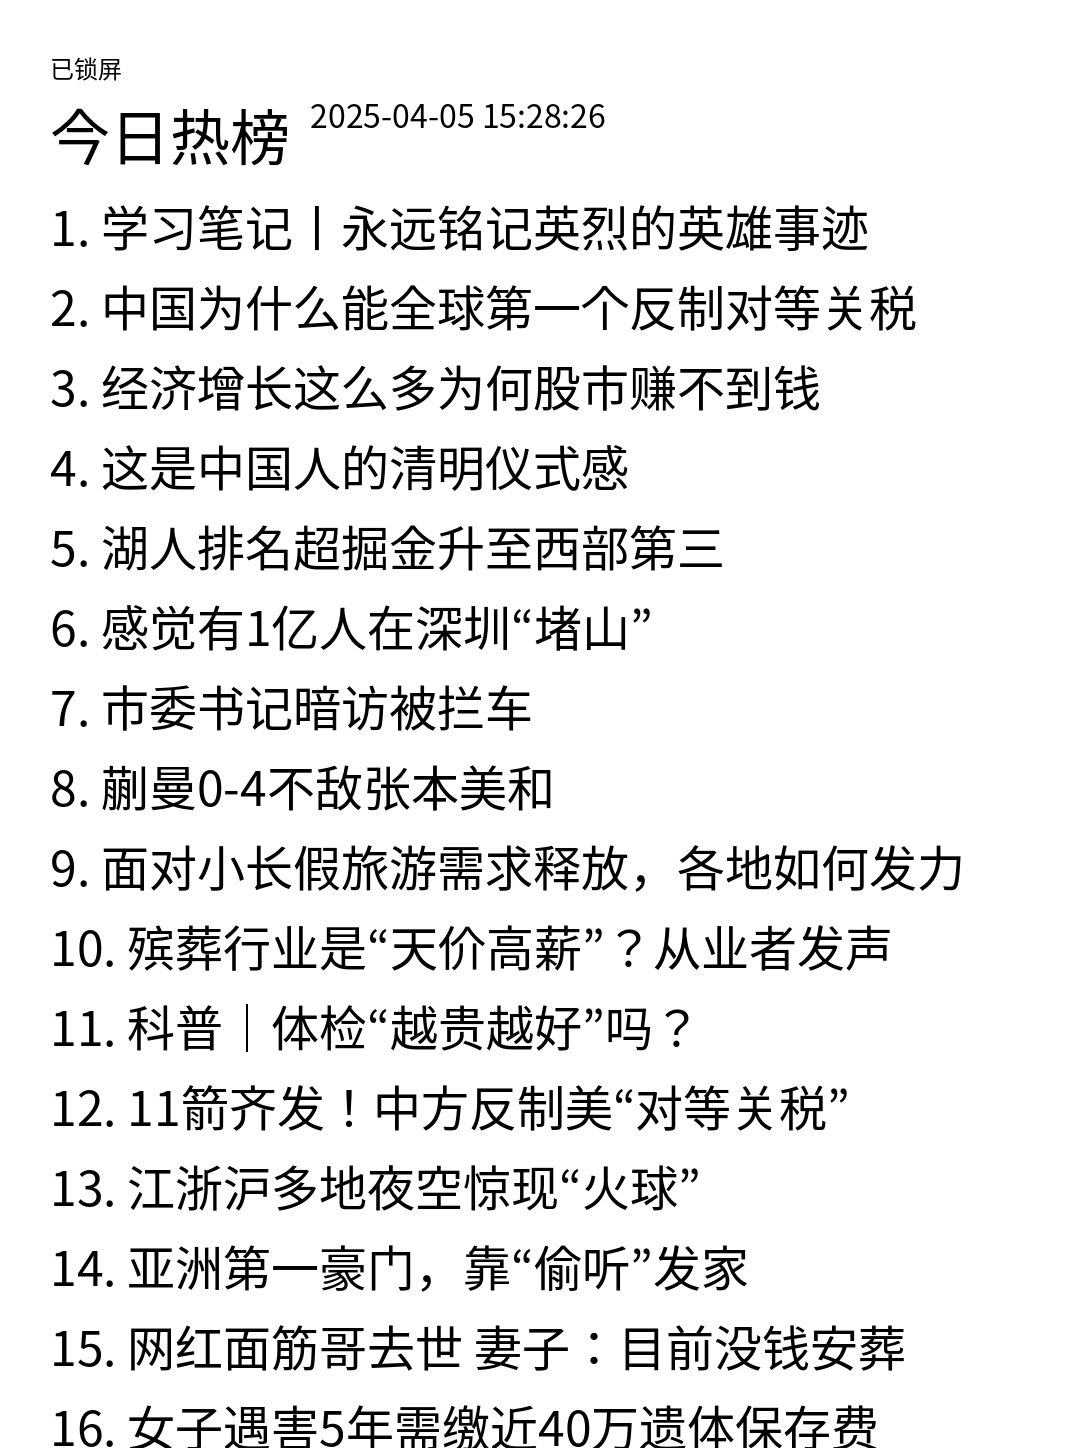 已锁屏
今日热榜 2025-04-05 15:28:26
1. 学习笔记丨永远铭记英烈的英雄事迹
2. 中国为什么能全球第一个反制对等关税
3. 经济增长这么多为何股市赚不到钱
4. 这是中国人的清明仪式感
5. 湖人排名超掘金升至西部第三
6. 感觉有1亿人在深圳“堵山”
7. 市委书记暗访被拦车
8. 蒯曼0-4不敌张本美和
9. 面对小长假旅游需求释放，各地如何发力
10. 殡葬行业是“天价高薪”？从业者发声
11. 科普｜体检“越贵越好”吗？
12. 11箭齐发！中方反制美“对等关税”
13. 江浙沪多地夜空惊现“火球”
14. 亚洲第一豪门，靠“偷听”发家
15. 网红面筋哥去世 妻子：目前没钱安葬
16. 女子遇害5年需缴近40万遗体保存费